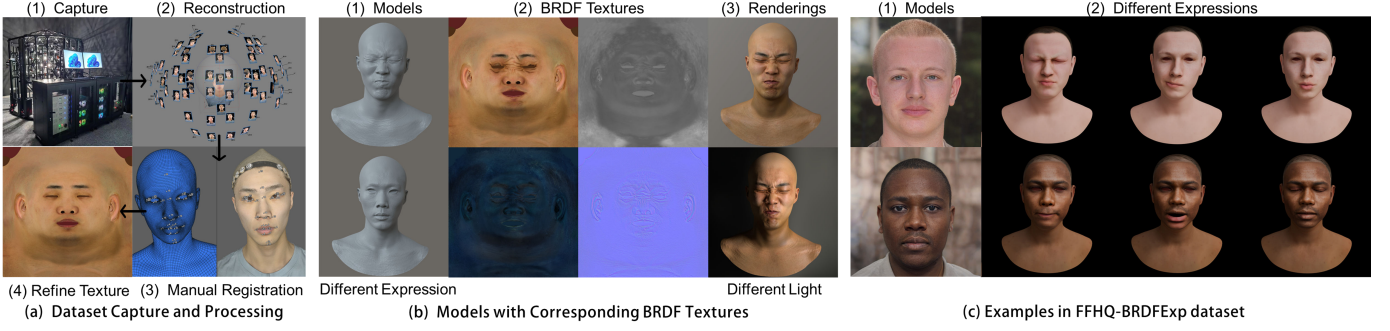 (1) Capture
(2) Reconstruction
(4) Refine Texture
(3) Manual Registration
(a) Dataset Capture and Processing
(1) Models
(2) BRDF Textures
(3) Renderings
Different Expression
Different Light
(b) Models with Corresponding BRDF Textures
(1) Models
(2) Different Expressions
(c) Examples in FFHQ-BRDFExp dataset